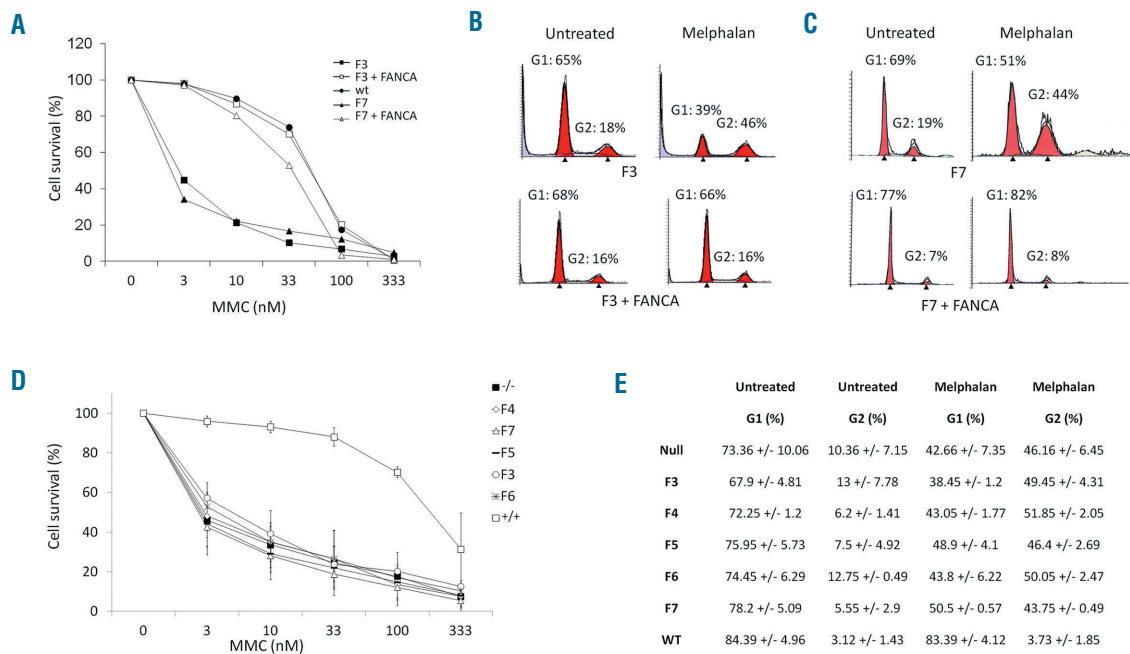 A
120
100
80
60
40
20
0
Cell survival (%)
0 3 10 33 100 333
MMC (nM)
F3
F3 + FANCA
wt
F7
F7 + FANCA
B
Untreated Melphalan
G1: 65%
G2: 18%
G1: 39%
G2: 46%
F3
G1: 68%
G2: 16%
G1: 66%
G2: 16%
F3 + FANCA
C
Untreated Melphalan
G1: 69%
G2: 19%
G1: 51%
G2: 44%
F7
G1: 77%
G2: 7%
G1: 82%
G2: 8%
F7 + FANCA
D
100
80
60
40
20
0
Cell survival (%)
0 3 10 33 100 333
MMC (nM)
-/-
F4
F7
F5
F3
F6
+/+
E
Untreated Untreated Melphalan Melphalan
G1 (%) G2 (%) G1 (%) G2 (%)
Null 73.36 +/- 10.06 10.36 +/- 7.15 42.66 +/- 7.35 46.16 +/- 6.45
F3 67.9 +/- 4.81 13 +/- 7.78 38.45 +/- 1.2 49.45 +/- 4.31
F4 72.25 +/- 1.2 6.2 +/- 1.41 43.05 +/- 1.77 51.85 +/- 2.05
F5 75.95 +/- 5.73 7.5 +/- 4.92 48.9 +/- 4.1 46.4 +/- 2.69
F6 74.45 +/- 6.29 12.75 +/- 0.49 43.8 +/- 6.22 50.05 +/- 2.47
F7 78.2 +/- 5.09 5.55 +/- 2.9 50.5 +/- 0.57 43.75 +/- 0.49
WT 84.39 +/- 4.96 3.12 +/- 1.43 83.39 +/- 4.12 3.73 +/- 1.85